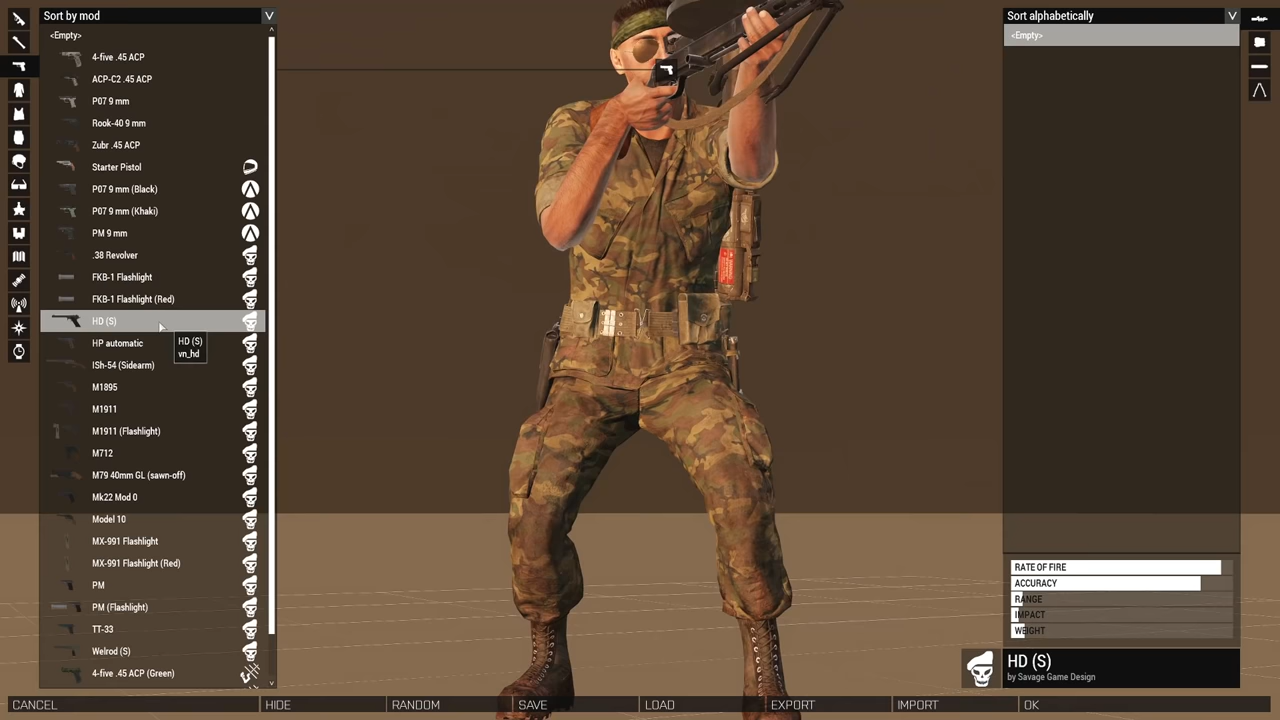 Sort by mod
V
<Empty>
4-five .45 ACP
ACP-C2 .45 ACP
P07 9 mm
Rook-40 9 mm
Zubr .45 ACP
Starter Pistol
P07 9 mm (Black)
P07 9 mm (Khaki)
PM 9 mm
.38 Revolver
FKB-1 Flashlight
FKB-1 Flashlight (Red)
HD (S)
HP automatic
ISh-54 (Sidearm)
M1895
M1911
M1911 (Flashlight)
M712
M79 40mm GL (sawn-off)
Mk22 Mod 0
Model 10
MX-991 Flashlight
MX-991 Flashlight (Red)
PM
PM (Flashlight)
TT-33
Welrod (S)
4-five .45 ACP (Green)
HD (S)
vn_hd
Sort alphabetically
V
<Empty>
RATE OF FIRE
ACCURACY
RANGE
IMPACT
WEIGHT
HD (S)
by Savage Game Design
CANCEL
HIDE
RANDOM
SAVE
LOAD
EXPORT
IMPORT
OK